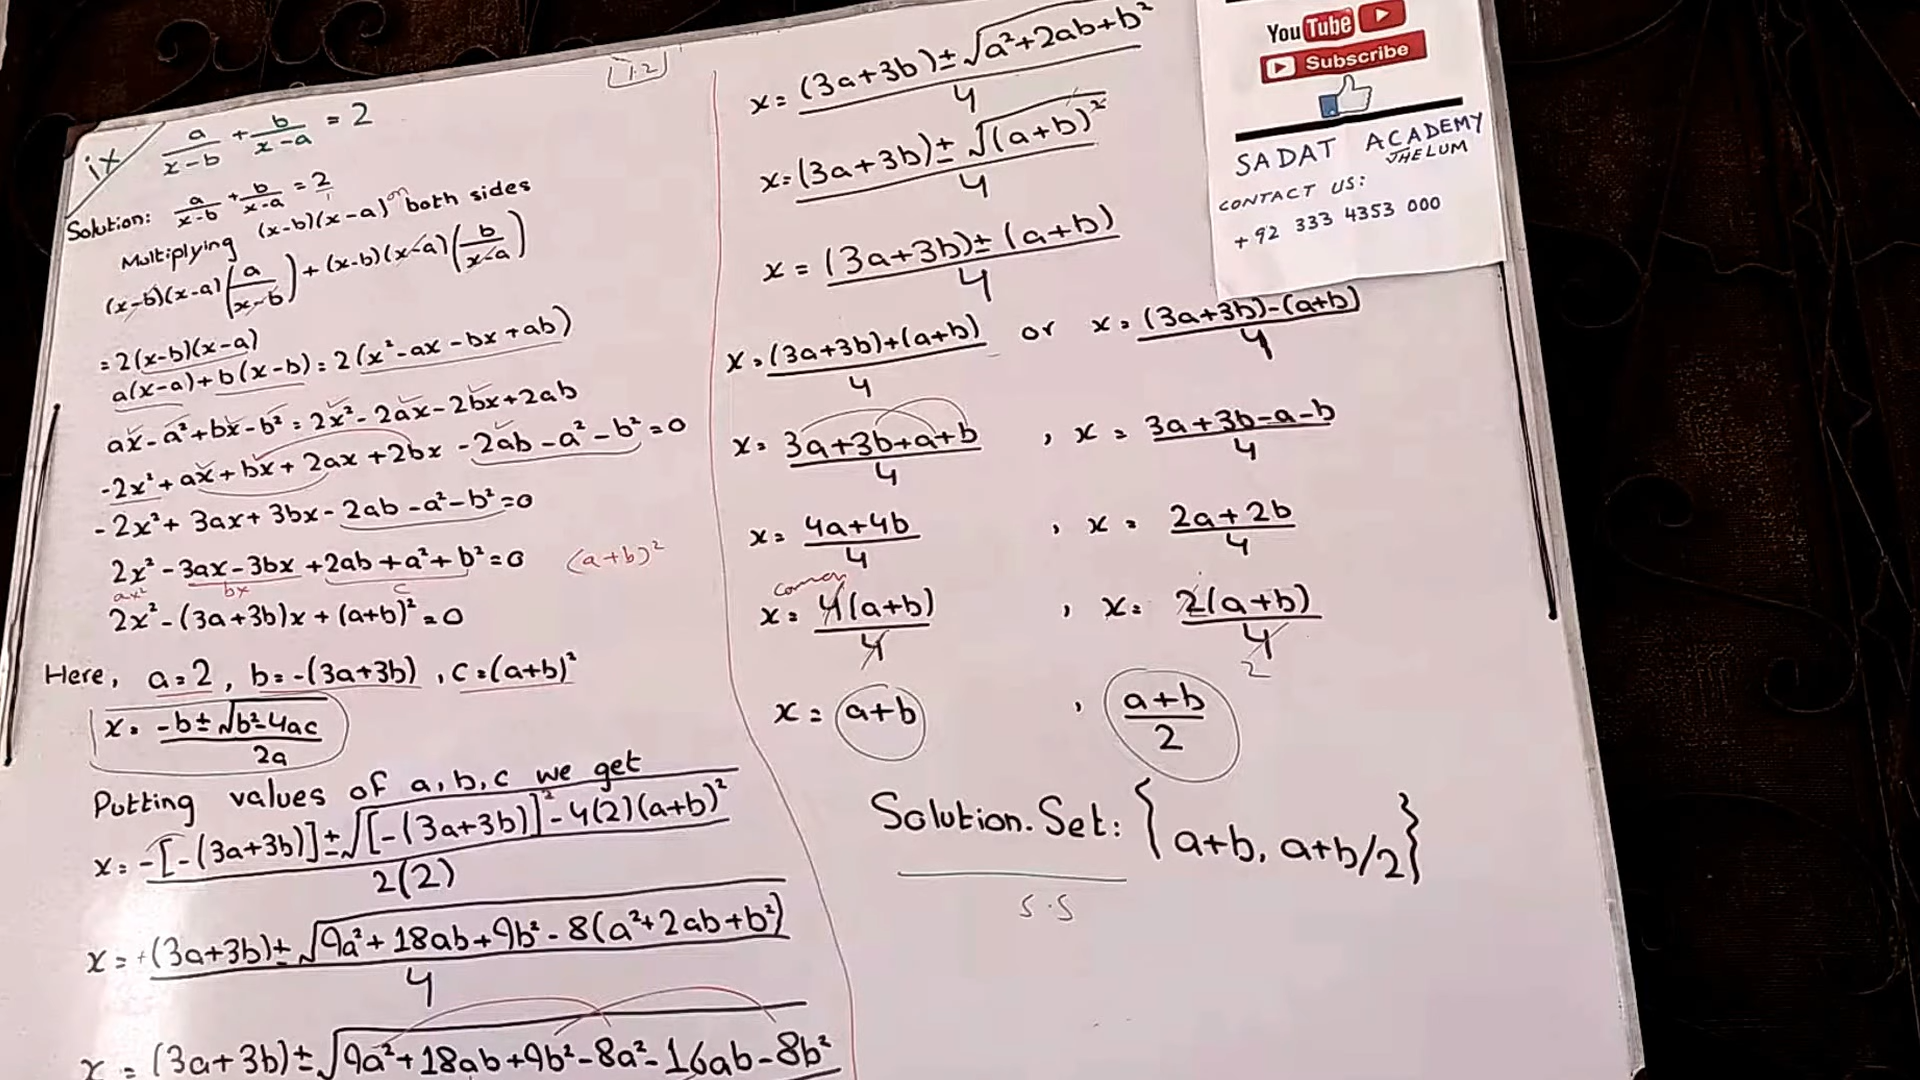 1.2
ix a/(x-b) + b/(x-a) = 2
Solution: a/(x-b) + b/(x-a) = 2/1
Multiplying (x-b)(x-a) on both sides
(x-b)(x-a)(a/(x-b)) + (x-b)(x-a)(b/(x-a))
= 2(x-b)(x-a)
a(x-a)+b(x-b) = 2(x²-ax-bx+ab)
ax-a²+bx-b² = 2x²-2ax-2bx+2ab
-2x²+ax+bx+2ax+2bx-2ab-a²-b²=0
-2x²+3ax+3bx-2ab-a²-b²=0
2x²-3ax-3bx+2ab+a²+b²=0 (a+b)²
ax² bx c
2x²-(3a+3b)x+(a+b)²=0
Here, a=2, b=-(3a+3b), c=(a+b)²
x = (-b±√(b²-4ac))/2a
Putting values of a, b, c we get
x = (-[-(3a+3b)]±√([-(3a+3b)]²-4(2)(a+b)²))/2(2)
x = (+(3a+3b)±√(9a²+18ab+9b²-8(a²+2ab+b²)))/4
x = (3a+3b)±√(9a²+18ab+9b²-8a²-16ab-8b²)
x = ((3a+3b)±√(a²+2ab+b²))/4
x = ((3a+3b)±√((a+b)²))/4
x = ((3a+3b)±(a+b))/4
x = ((3a+3b)+(a+b))/4 or x = ((3a+3b)-(a+b))/4
x = (3a+3b+a+b)/4 , x = (3a+3b-a-b)/4
x = (4a+4b)/4 , x = (2a+2b)/4
x = 4(a+b)/4 , x = 2(a+b)/4
2
x = a+b , (a+b)/2
Solution. Set: {a+b, a+b/2}
S.S
YouTube
Subscribe
SADAT ACADEMY
JHELUM
CONTACT US:
+92 333 4353 000